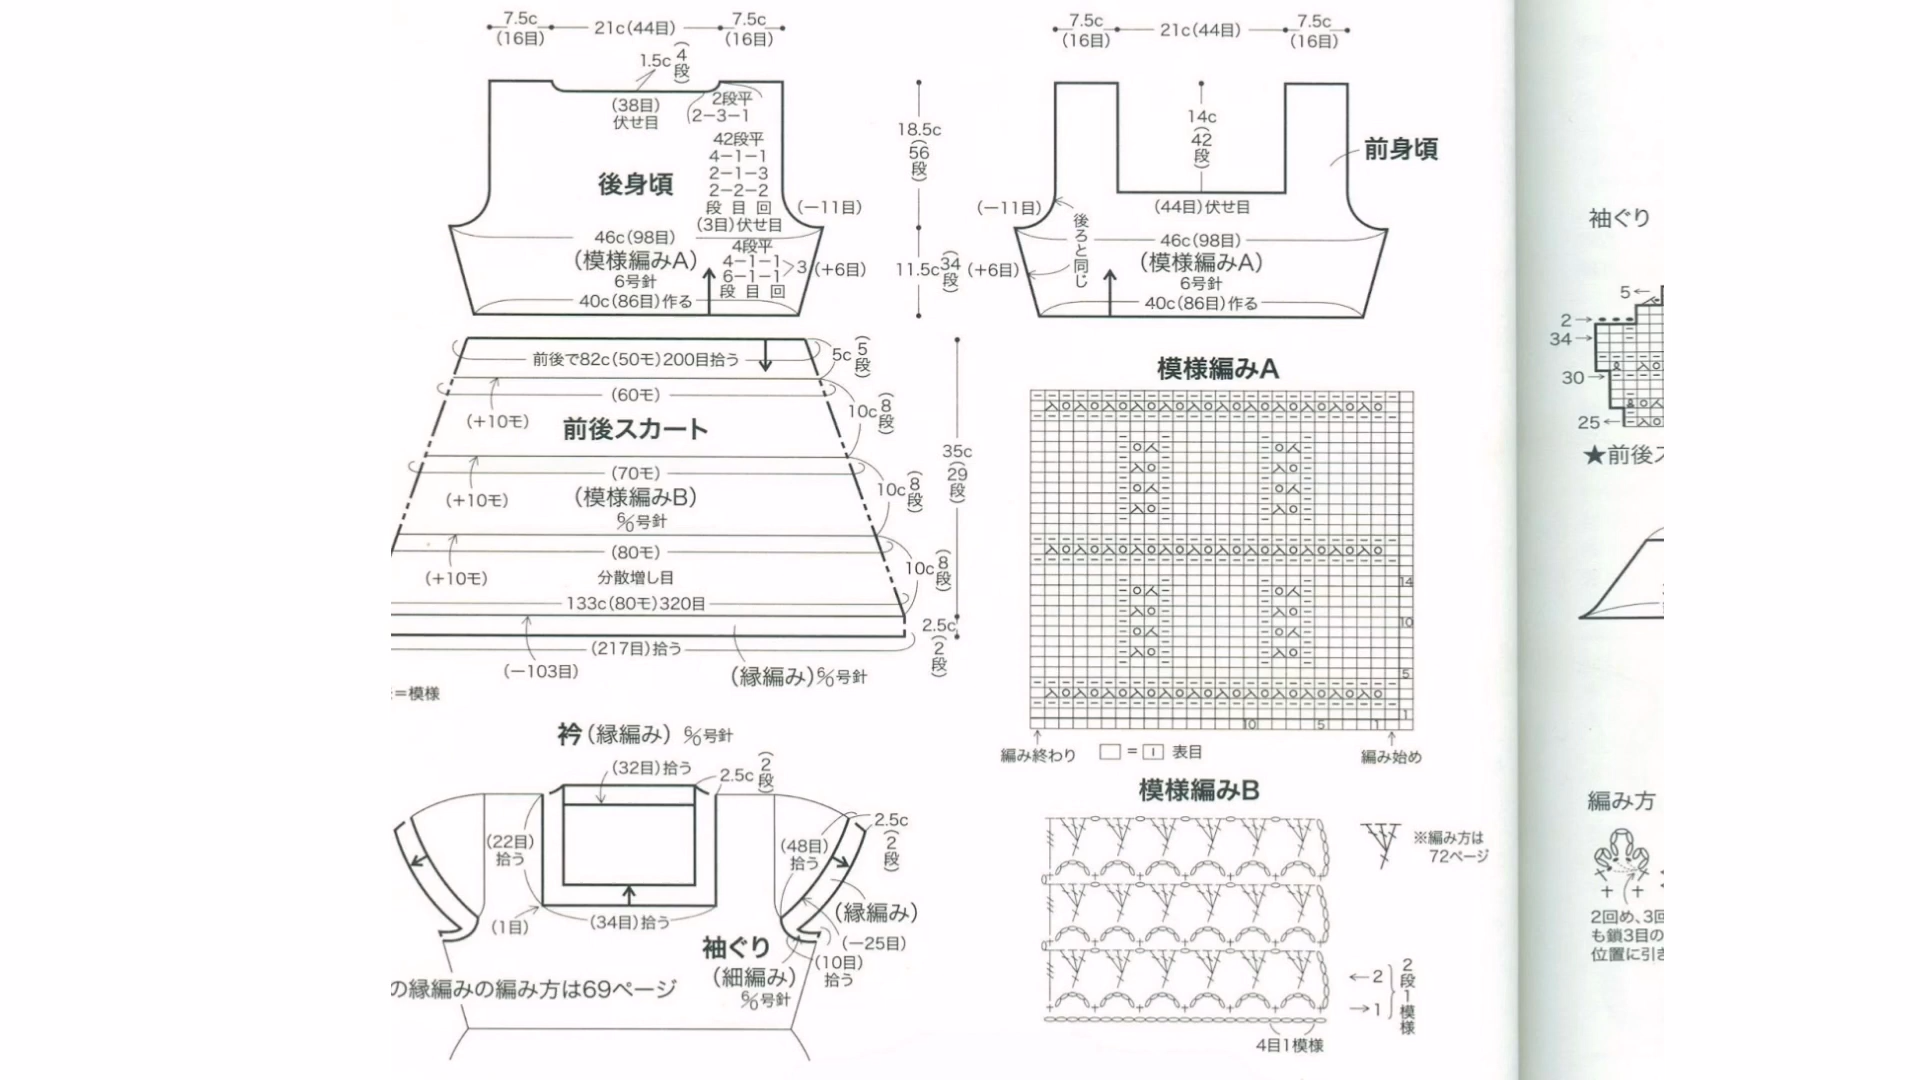 7.5c
(16目)
21c(44目)
7.5c
(16目)
1.5c(4段)
(38目)
伏せ目
2段平
2−3−1
42段平
4−1−1
2−1−3
2−2−2
段 目 回
(3目)伏せ目
(−11目)
後身頃
46c(98目)
(模様編みA)
6号針
40c(86目)作る
4段平
4−1−1
6−1−1
3
段 目 回
(+6目)
18.5c(56段)
11.5c(34段)
7.5c
(16目)
21c(44目)
7.5c
(16目)
14c(42段)
前身頃
(44目)伏せ目
(−11目)
後ろと同じ
(+6目)
46c(98目)
(模様編みA)
6号針
40c(86目)作る
前後で82c(50モ)200目拾う
5c(5段)
(60モ)
(+10モ)
10c(8段)
前後スカート
(70モ)
(+10モ)
(模様編みB)
6/0号針
10c(8段)
(80モ)
(+10モ)
分散増し目
10c(8段)
35c(29段)
133c(80モ)320目
2.5c(2段)
(217目)拾う
(−103目)
(縁編み)6/0号針
=模様
衿(縁編み) 6/0号針
(32目)拾う
2.5c(2段)
(22目)
拾う
(48目)
拾う
2.5c(2段)
(縁編み)
(1目)
(34目)拾う
(−25目)
(10目)
拾う
袖ぐり
(細編み)
6/0号針
の縁編みの編み方は69ページ
模様編みA
14
10
5
1
10
5
1
編み終わり
□=｜ 表目
編み始め
模様編みB
※編み方は
72ページ
←2
→1
2段1模様
4目1模様
袖ぐり
5←
2→
34→
30→
25←
★前後ス
編み方
2回め、3回
も鎖3目の
位置に引き